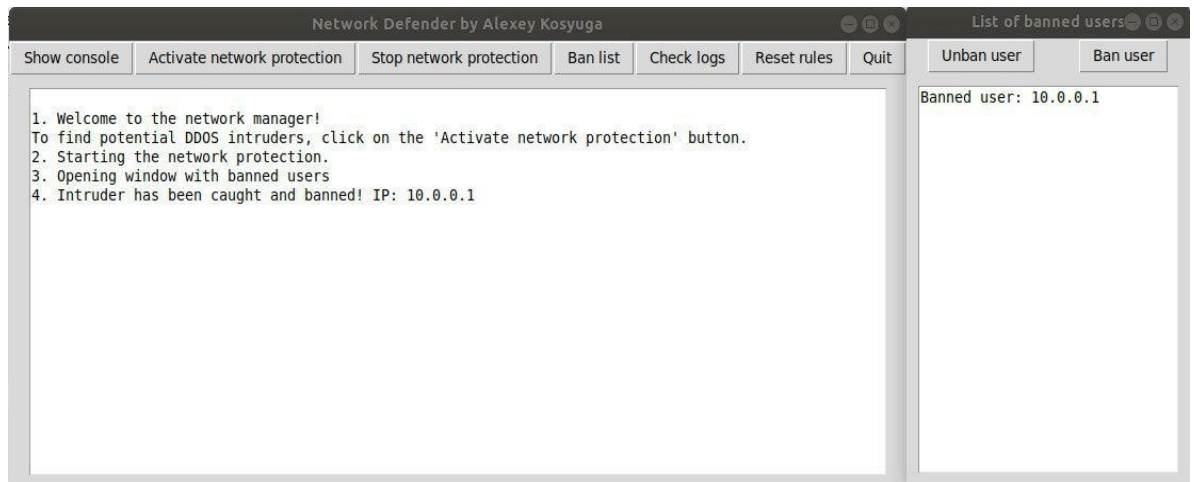 Network Defender by Alexey Kosyuga
Show console Activate network protection Stop network protection Ban list Check logs Reset rules Quit
1. Welcome to the network manager!
To find potential DDOS intruders, click on the 'Activate network protection' button.
2. Starting the network protection.
3. Opening window with banned users
4. Intruder has been caught and banned! IP: 10.0.0.1
List of banned users
Unban user Ban user
Banned user: 10.0.0.1